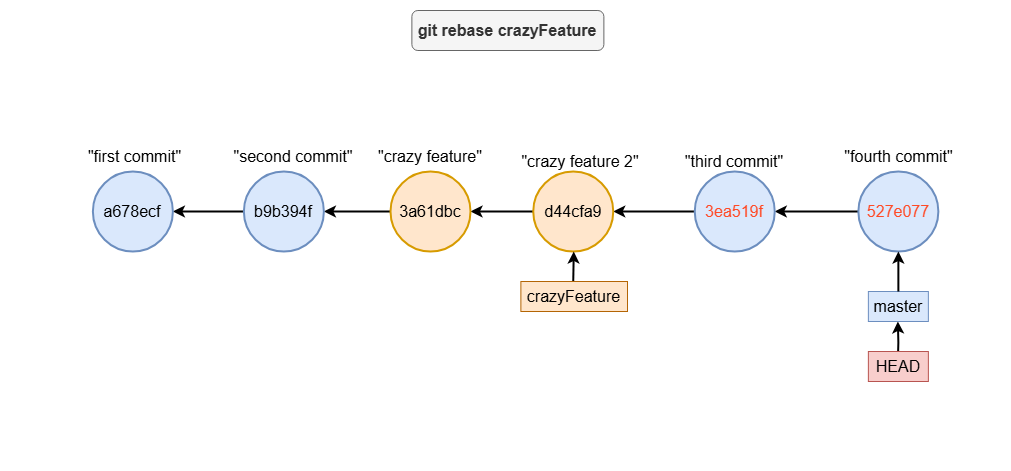 git rebase crazyFeature
"first commit"
"second commit"
"crazy feature"
"crazy feature 2"
"third commit"
"fourth commit"
a678ecf
b9b394f
3a61dbc
d44cfa9
3ea519f
527e077
crazyFeature
master
HEAD